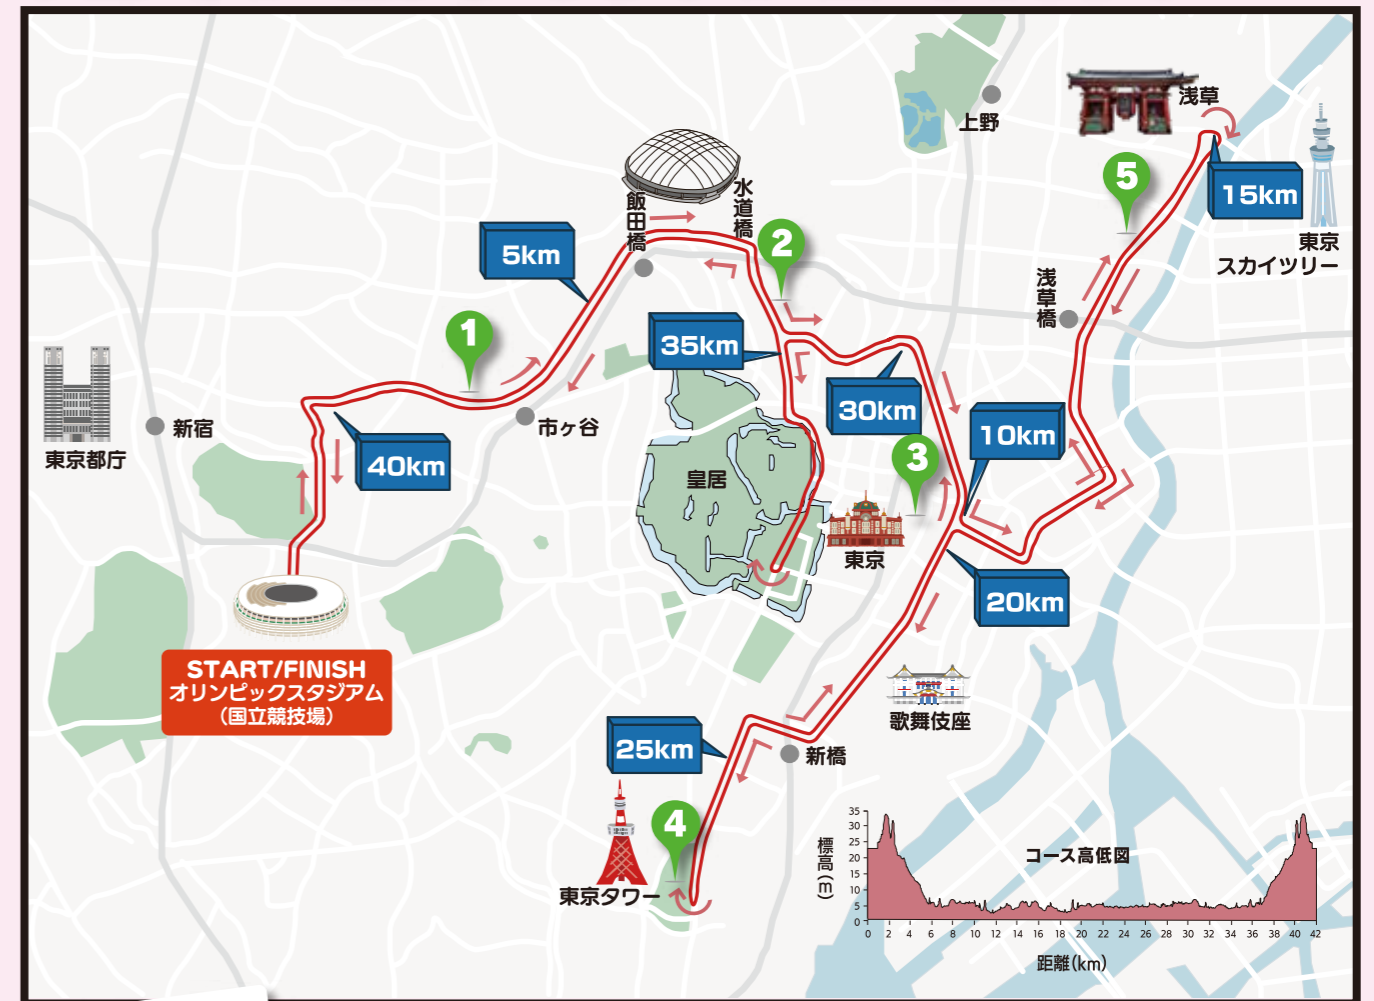 浅草
上野
5
15km
水道橋
飯田橋
2
東京
スカイツリー
5km
浅草橋
1
35km
30km
10km
新宿
市ヶ谷
東京都庁
40km
3
皇居
東京
20km
START/FINISH
オリンピックスタジアム
（国立競技場）
歌舞伎座
25km
新橋
4
東京タワー
コース高低図
標高(m)
35
30
25
20
15
10
5
0
0 2 4 6 8 10 12 14 16 18 20 22 24 26 28 30 32 34 36 38 40 42
距離(km)